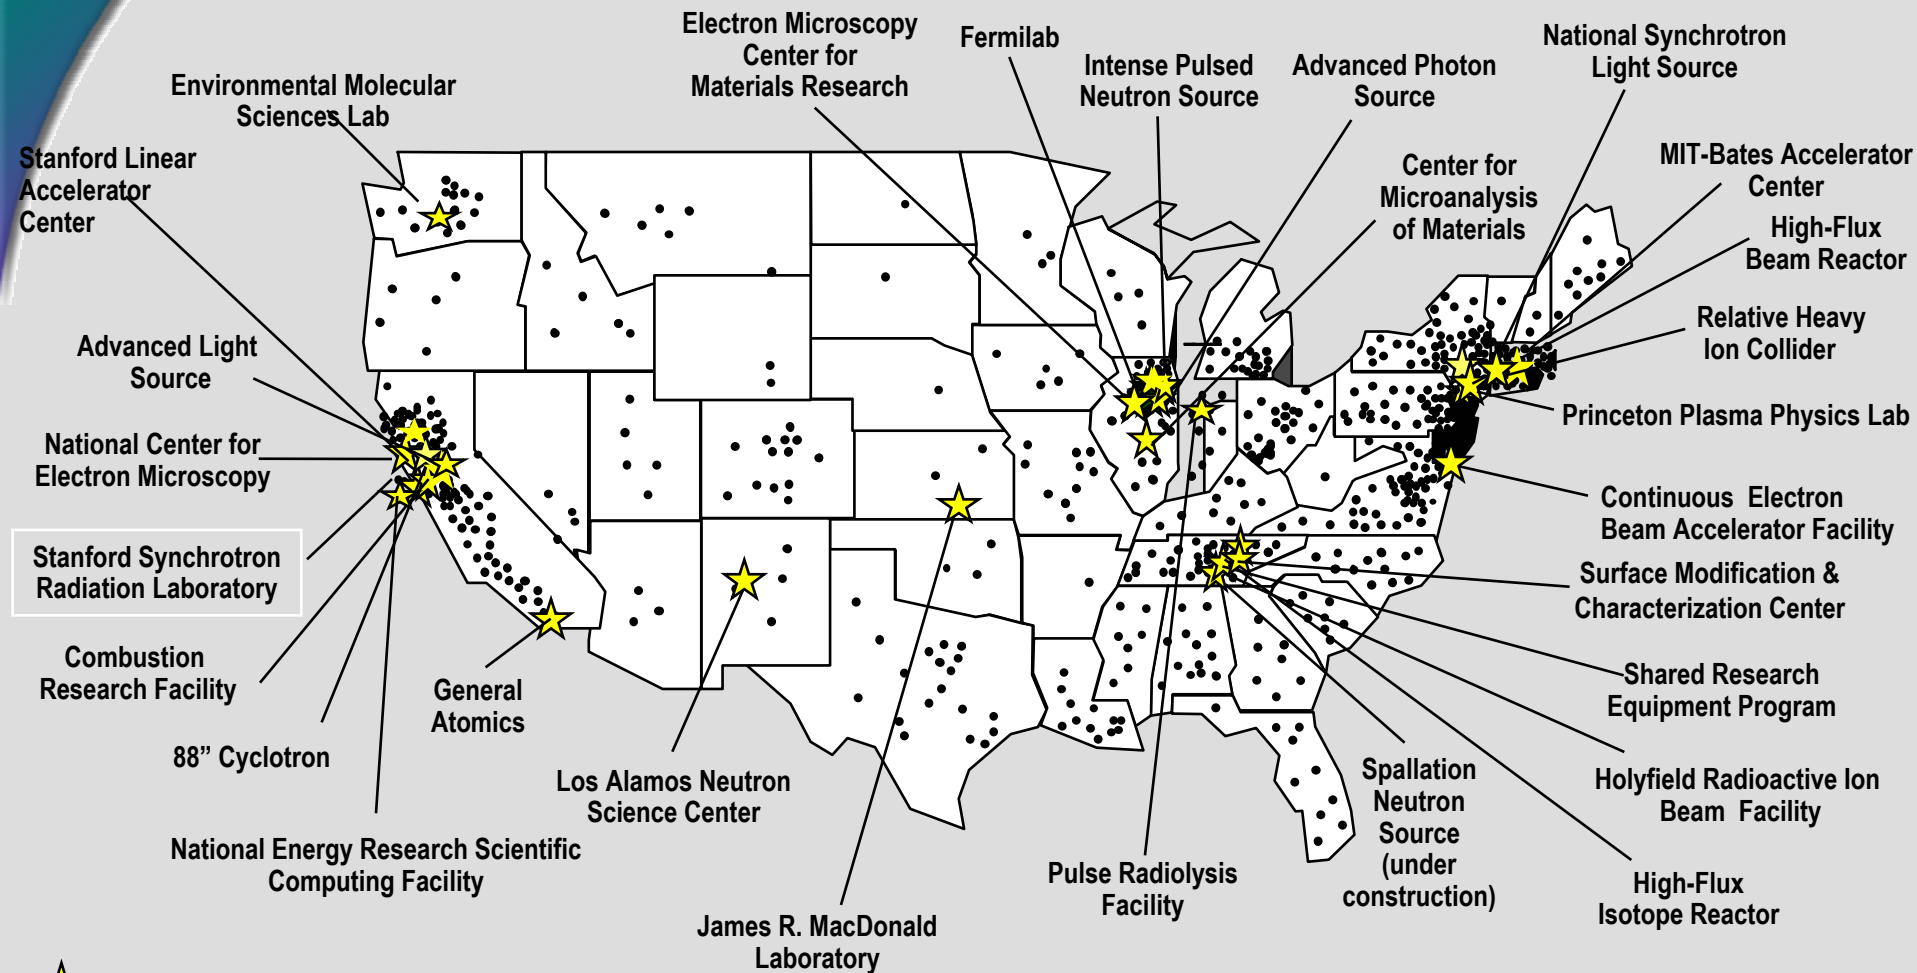 Electron Microscopy
Center for
Materials Research
Fermilab
Intense Pulsed
Neutron Source
Advanced Photon
Source
National Synchrotron
Light Source
Environmental Molecular
Sciences Lab
Stanford Linear
Accelerator
Center
Center for
Microanalysis
of Materials
MIT-Bates Accelerator
Center
High-Flux
Beam Reactor
Relative Heavy
Ion Collider
Advanced Light
Source
Princeton Plasma Physics Lab
National Center for
Electron Microscopy
Continuous Electron
Beam Accelerator Facility
Stanford Synchrotron
Radiation Laboratory
Surface Modification &
Characterization Center
Combustion
Research Facility
General
Atomics
Shared Research
Equipment Program
88” Cyclotron
Los Alamos Neutron
Science Center
Spallation
Neutron
Source
(under
construction)
Holyfield Radioactive Ion
Beam Facility
National Energy Research Scientific
Computing Facility
Pulse Radiolysis
Facility
High-Flux
Isotope Reactor
James R. MacDonald
Laboratory